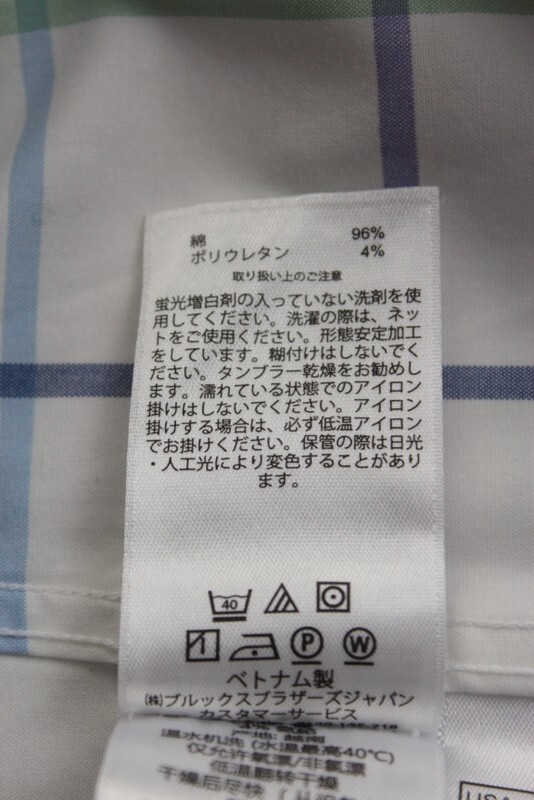 綿 96%
ポリウレタン 4%
取り扱い上のご注意
蛍光増白剤の入っていない洗剤を使
用してください。洗濯の際は、ネッ
トをご使用ください。形態安定加工
をしています。糊付けはしないでく
ださい。タンブラー乾燥をお勧めし
ます。濡れている状態でのアイロン
掛けはしないでください。アイロン
掛けする場合は、必ず低温アイロン
でお掛けください。保管の際は日光
・人工光により変色することがあり
ます。
40
P W
ベトナム製
㈱ブルックスブラザーズジャパン
カスタマーサービス
产地: 越南
温水机洗 (水温最高40℃)
仅允许氧漂/非氯漂
低温翻转干燥
干燥后尽快